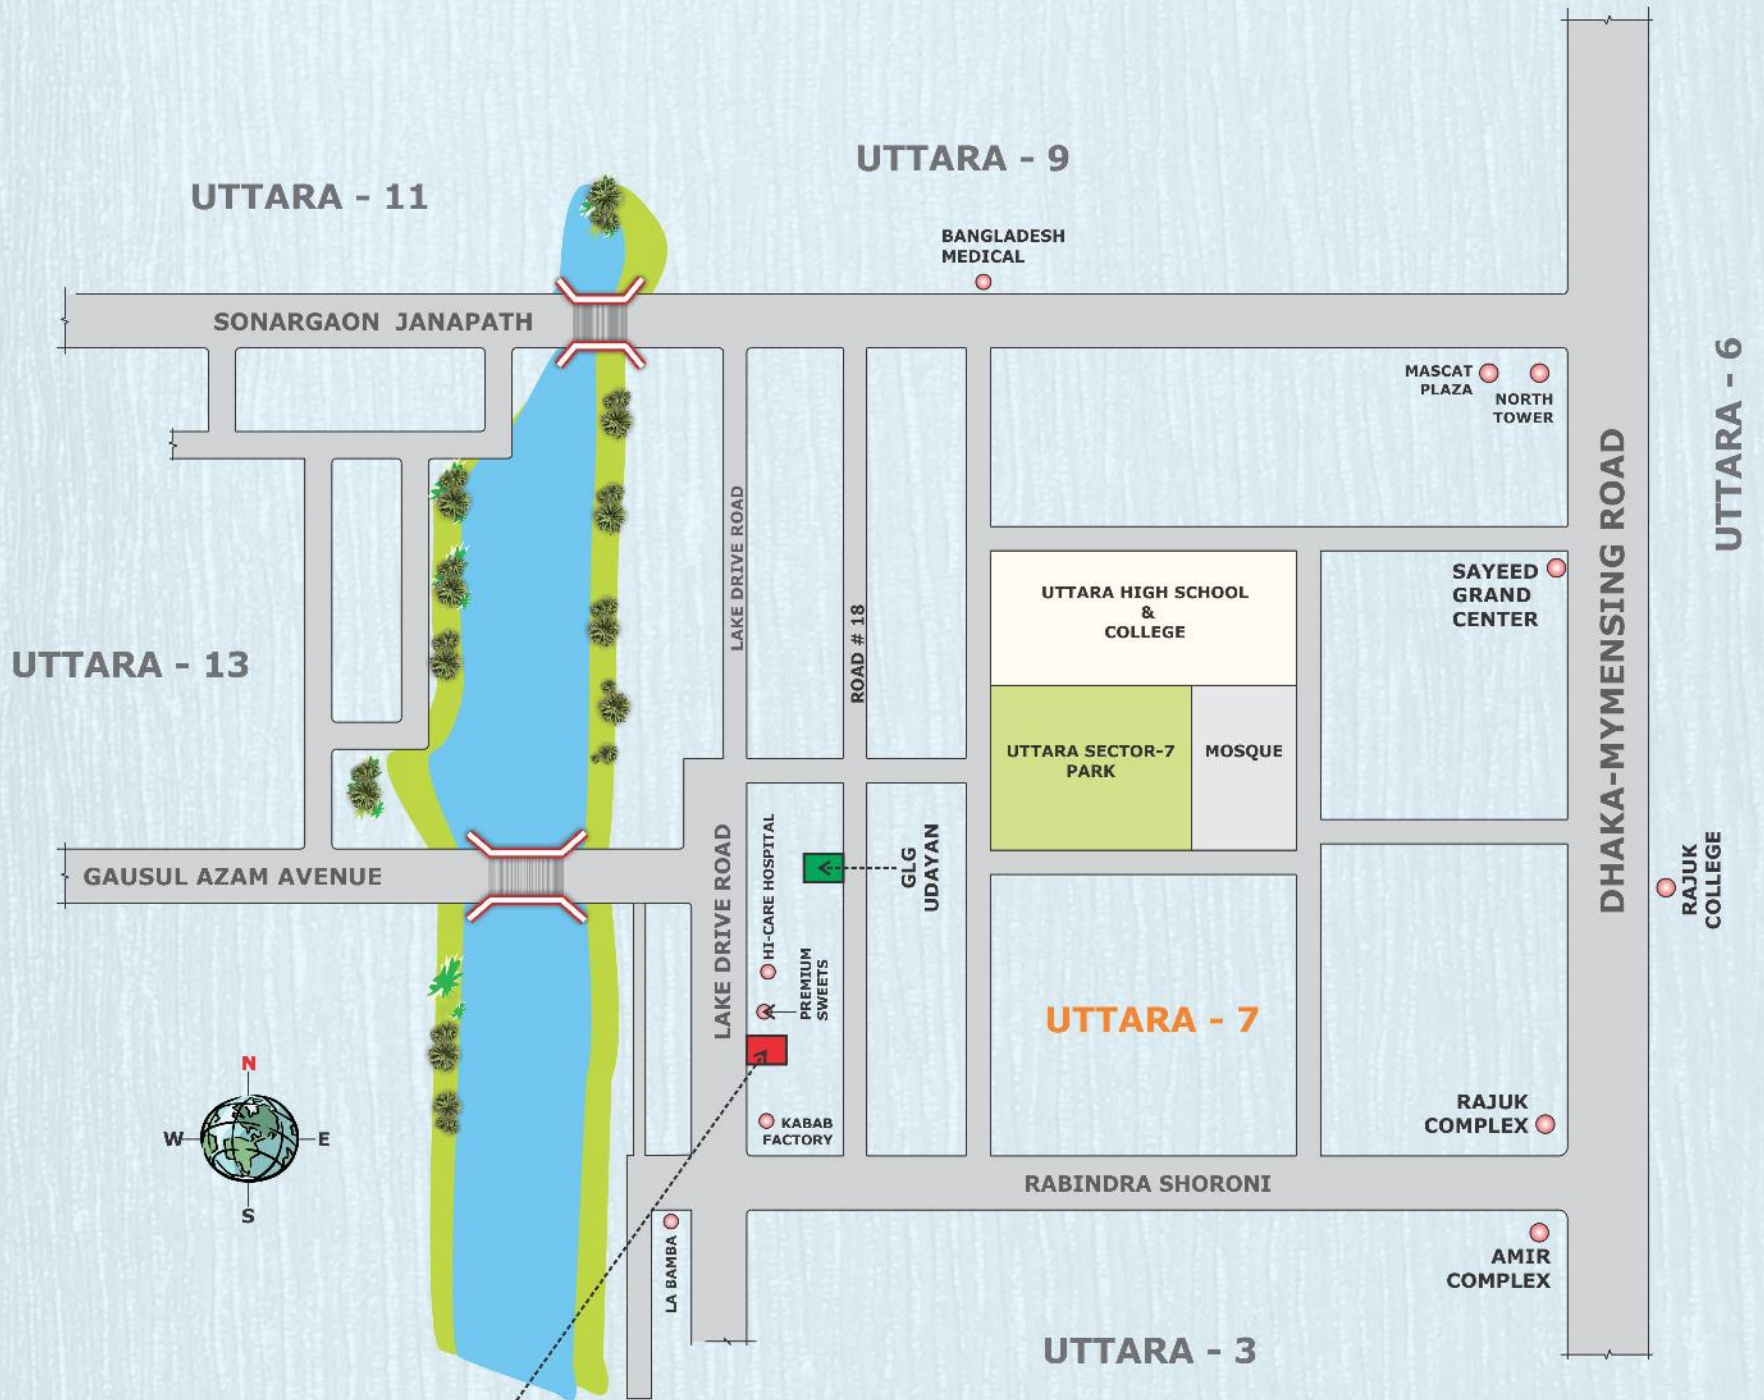 UTTARA - 9
UTTARA - 11
BANGLADESH
MEDICAL
SONARGAON JANAPATH
MASCAT
PLAZA
NORTH
TOWER
UTTARA - 6
DHAKA-MYMENSING ROAD
LAKE DRIVE ROAD
ROAD # 18
UTTARA HIGH SCHOOL
&
COLLEGE
SAYEED
GRAND
CENTER
UTTARA - 13
UTTARA SECTOR-7
PARK
MOSQUE
GAUSUL AZAM AVENUE
LAKE DRIVE ROAD
HI-CARE HOSPITAL
GLG
UDAYAN
RAJUK
COLLEGE
PREMIUM
SWEETS
UTTARA - 7
N
W
E
S
KABAB
FACTORY
RAJUK
COMPLEX
RABINDRA SHORONI
LA BAMBA
AMIR
COMPLEX
UTTARA - 3